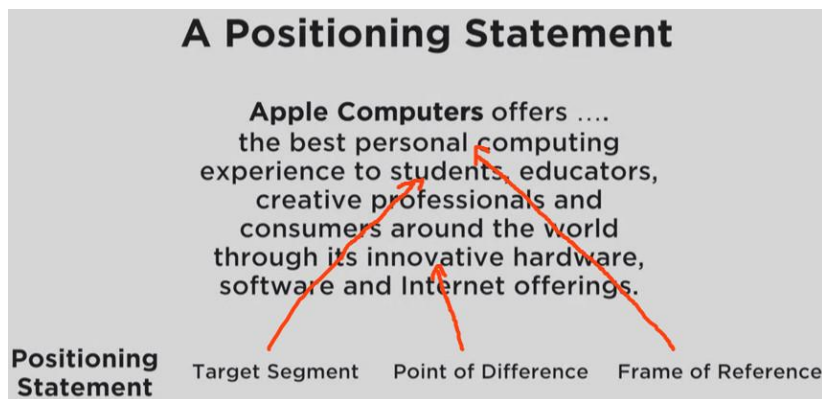 A Positioning Statement
Apple Computers offers ....
the best personal computing
experience to students, educators,
creative professionals and
consumers around the world
through its innovative hardware,
software and Internet offerings.
Positioning
Statement
Target Segment
Point of Difference
Frame of Reference